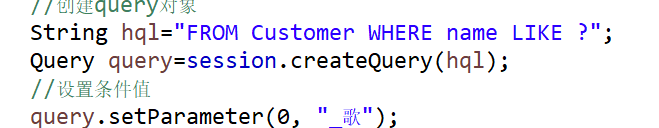 //创建query对象
String hql="FROM Customer WHERE name LIKE ?";
Query query=session.createQuery(hql);
//设置条件值
query.setParameter(0, "_歌");